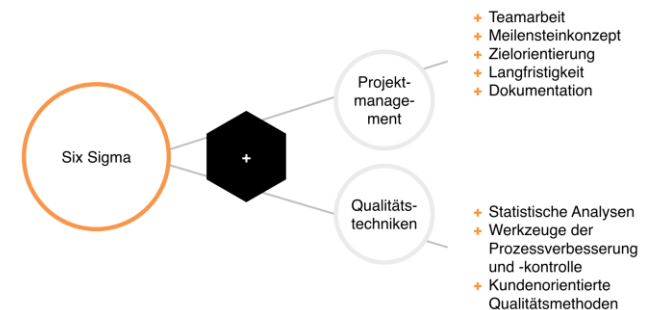 Six Sigma
+
Projekt-
manage-
ment
+ Teamarbeit
+ Meilensteinkonzept
+ Zielorientierung
+ Langfristigkeit
+ Dokumentation
Qualitäts-
techniken
+ Statistische Analysen
+ Werkzeuge der
Prozessverbesserung
und -kontrolle
+ Kundenorientierte
Qualitätsmethoden